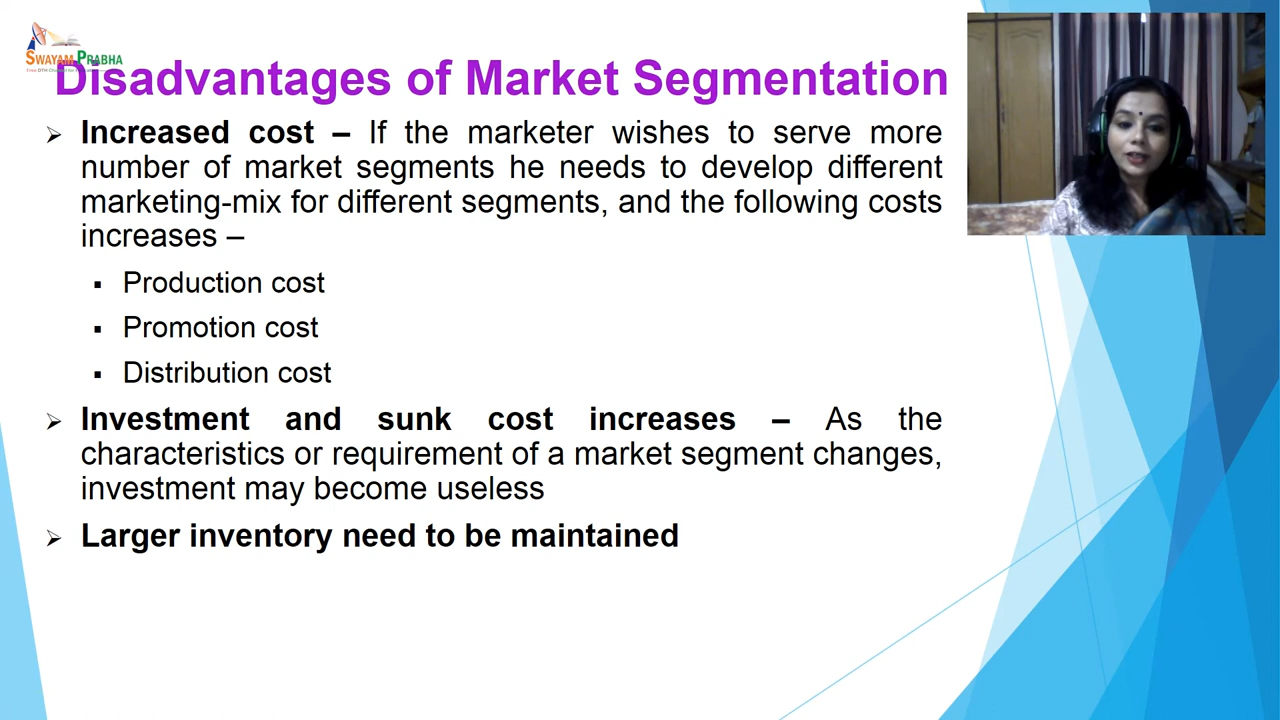 SWAYAM PRABHA
Disadvantages of Market Segmentation
➢ Increased cost – If the marketer wishes to serve more
number of market segments he needs to develop different
marketing-mix for different segments, and the following costs
increases –
▪ Production cost
▪ Promotion cost
▪ Distribution cost
➢ Investment and sunk cost increases – As the
characteristics or requirement of a market segment changes,
investment may become useless
➢ Larger inventory need to be maintained